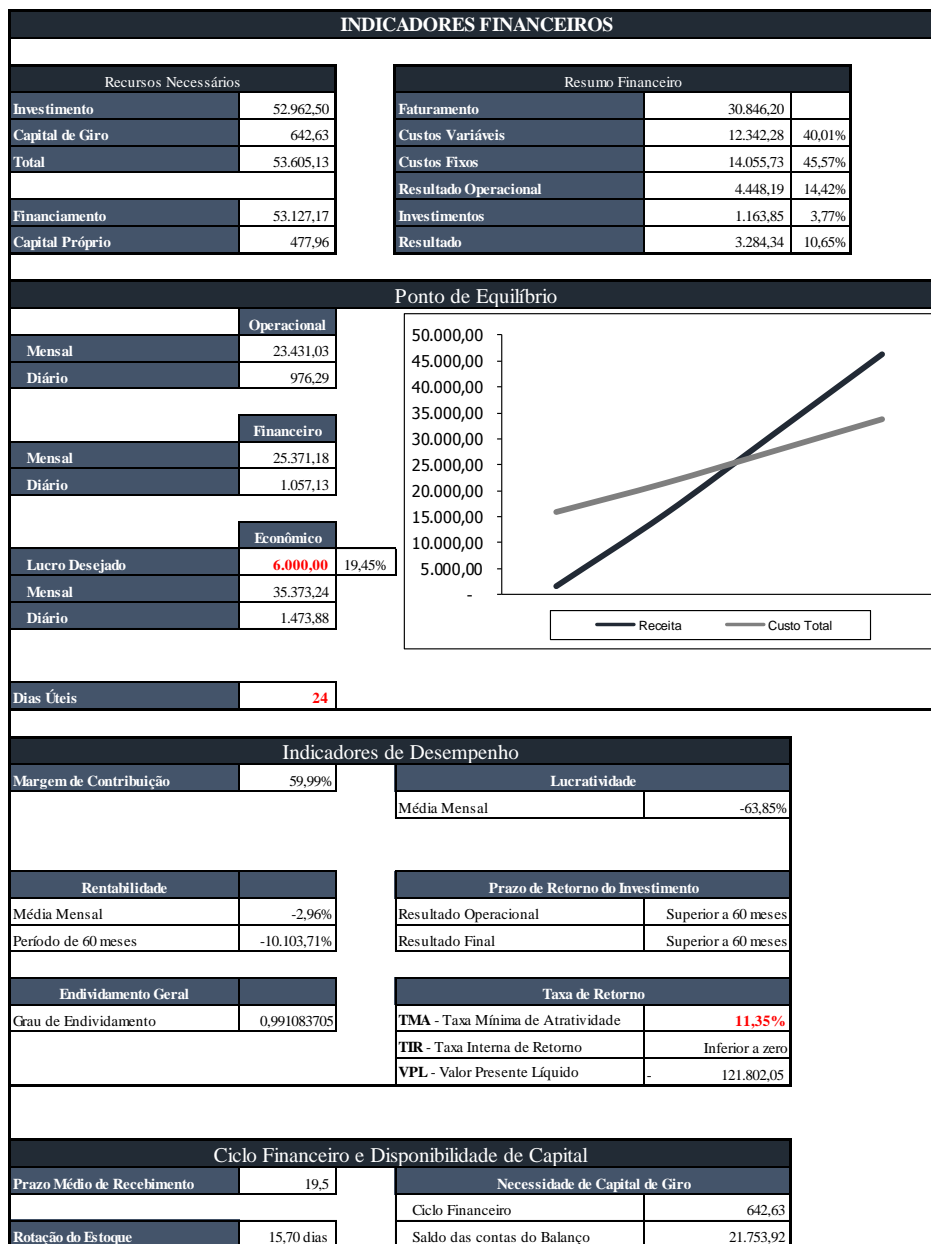 INDICADORES FINANCEIROS
Recursos Necessários
Investimento 52.962,50
Capital de Giro 642,63
Total 53.605,13
Financiamento 53.127,17
Capital Próprio 477,96
Resumo Financeiro
Faturamento 30.846,20
Custos Variáveis 12.342,28 40,01%
Custos Fixos 14.055,73 45,57%
Resultado Operacional 4.448,19 14,42%
Investimentos 1.163,85 3,77%
Resultado 3.284,34 10,65%
Ponto de Equilíbrio
Operacional
Mensal 23.431,03
Diário 976,29
Financeiro
Mensal 25.371,18
Diário 1.057,13
Econômico
Lucro Desejado 6.000,00 19,45%
Mensal 35.373,24
Diário 1.473,88
50.000,00
45.000,00
40.000,00
35.000,00
30.000,00
25.000,00
20.000,00
15.000,00
10.000,00
5.000,00
-
Receita Custo Total
Dias Úteis 24
Indicadores de Desempenho
Margem de Contribuição 59,99%
Lucratividade
Média Mensal -63,85%
Rentabilidade
Média Mensal -2,96%
Período de 60 meses -10.103,71%
Prazo de Retorno do Investimento
Resultado Operacional Superior a 60 meses
Resultado Final Superior a 60 meses
Endividamento Geral
Grau de Endividamento 0,991083705
Taxa de Retorno
TMA - Taxa Mínima de Atratividade 11,35%
TIR - Taxa Interna de Retorno Inferior a zero
VPL - Valor Presente Líquido - 121.802,05
Ciclo Financeiro e Disponibilidade de Capital
Prazo Médio de Recebimento 19,5
Rotação do Estoque 15,70 dias
Necessidade de Capital de Giro
Ciclo Financeiro 642,63
Saldo das contas do Balanço 21.753,92